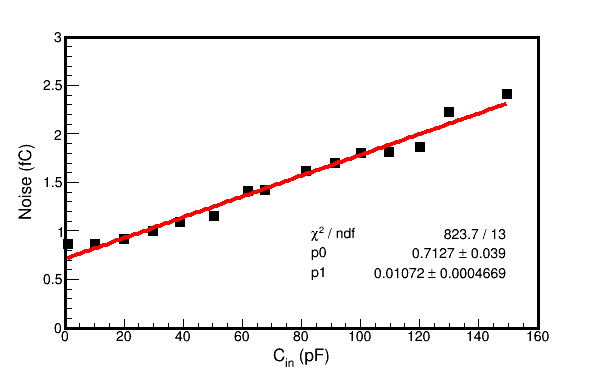 3
2.5
2
1.5
1
0.5
0
Noise (fC)
χ² / ndf 823.7 / 13
p0 0.7127 ± 0.039
p1 0.01072 ± 0.0004669
0 20 40 60 80 100 120 140 160
C_in (pF)